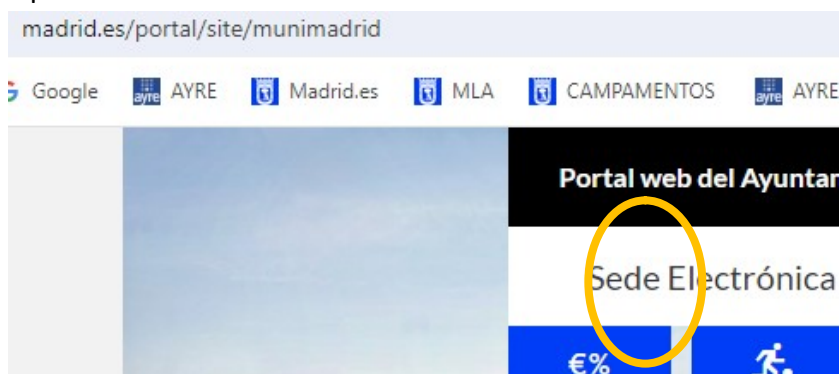 madrid.es/portal/site/munimadrid
Google AYRE Madrid.es MLA CAMPAMENTOS AYRE
Portal web del Ayuntar
Sede Electrónica
€%